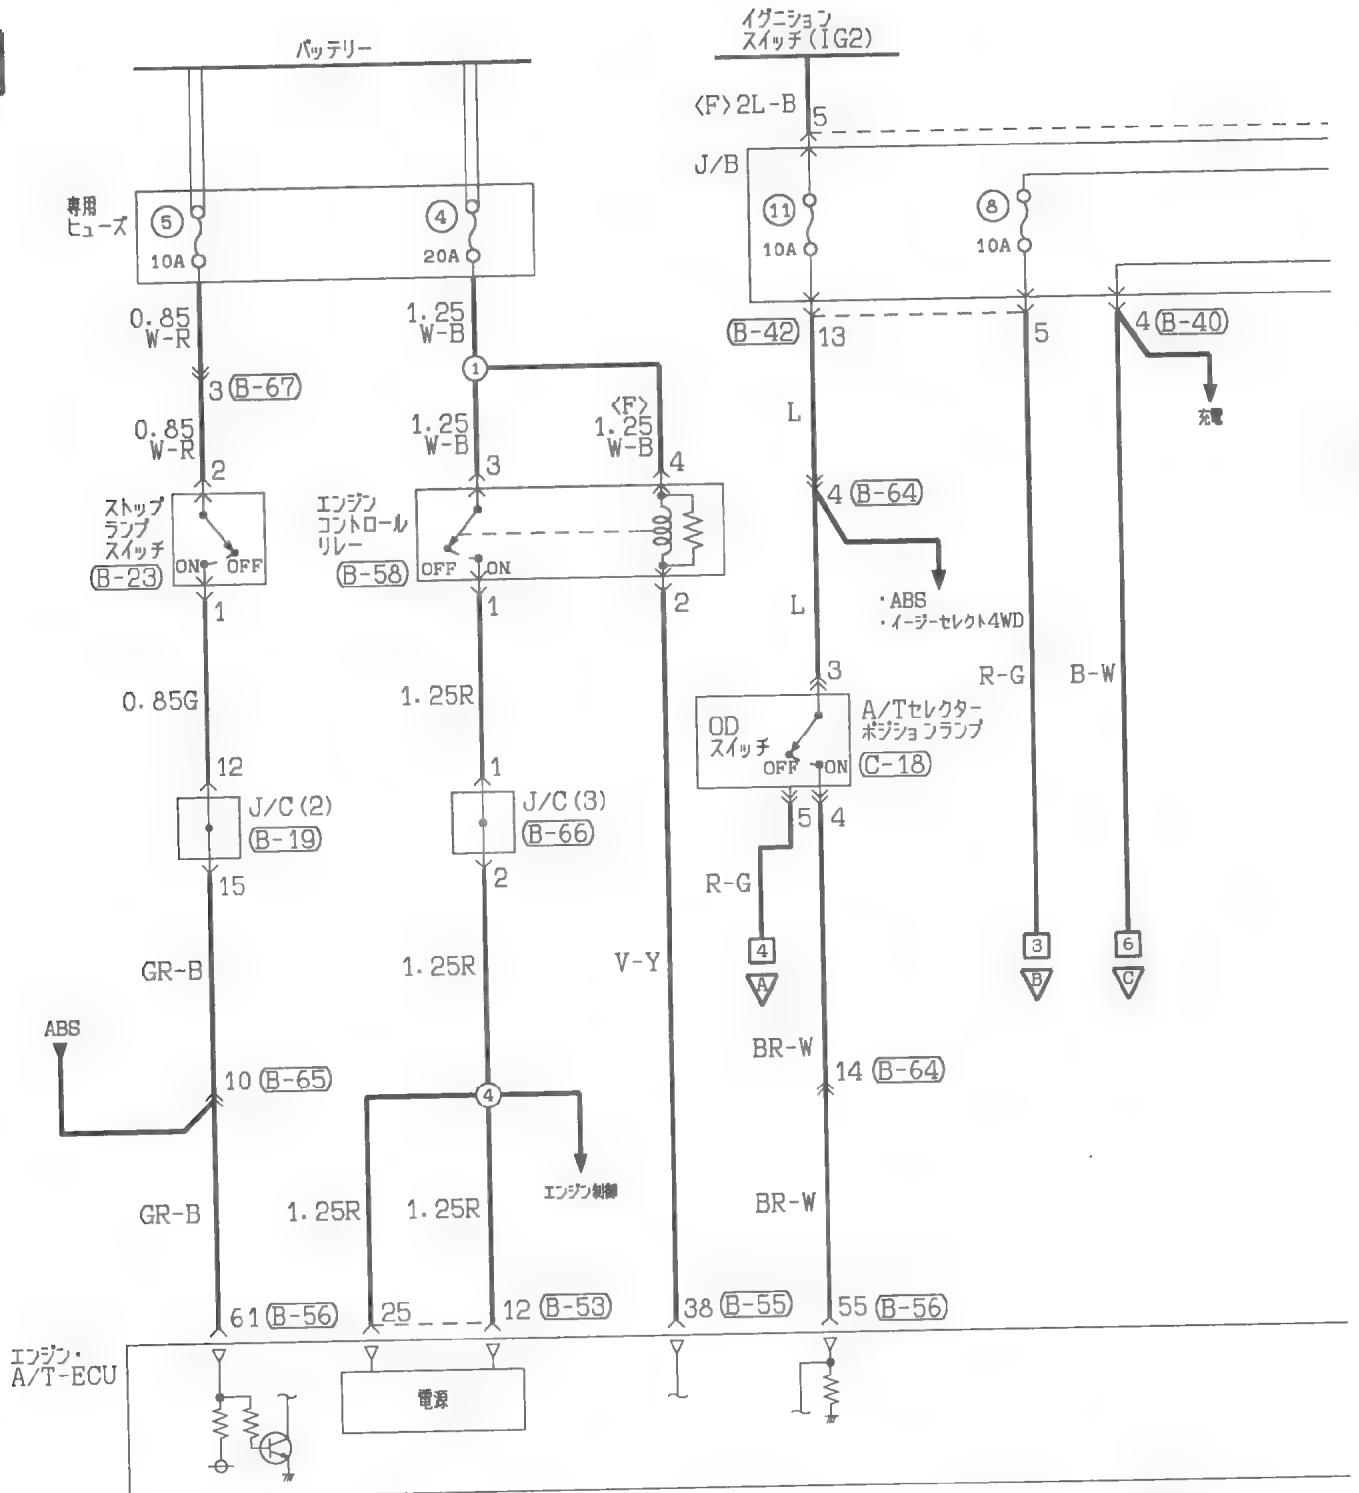 バッテリー
イグニション
スイッチ(IG2)
〈F〉2L-B
5
J/B
専用
ヒューズ
5
10A
4
20A
11
10A
8
10A
0.85
W-R
1.25
W-B
B-42
13
5
4
B-40
充電
1
3
B-67
0.85
W-R
2
1.25
W-B
3
〈F〉
1.25
W-B
4
L
4
B-64
ストップ
ランプ
スイッチ
B-23
ON
OFF
1
エンジン
コントロール
リレー
B-58
OFF
ON
1
2
L
・ABS
・イージーセレクト4WD
R-G
B-W
3
0.85G
1.25R
OD
スイッチ
OFF
ON
A/Tセレクター
ポジションランプ
C-18
5
4
12
J/C(2)
B-19
15
1
J/C(3)
B-66
2
R-G
4
A
3
B
6
C
GR-B
1.25R
V-Y
ABS
10
B-65
4
エンジン制御
BR-W
14
B-64
GR-B
1.25R
1.25R
BR-W
61
B-56
25
12
B-53
38
B-55
55
B-56
エンジン・
A/T-ECU
電源